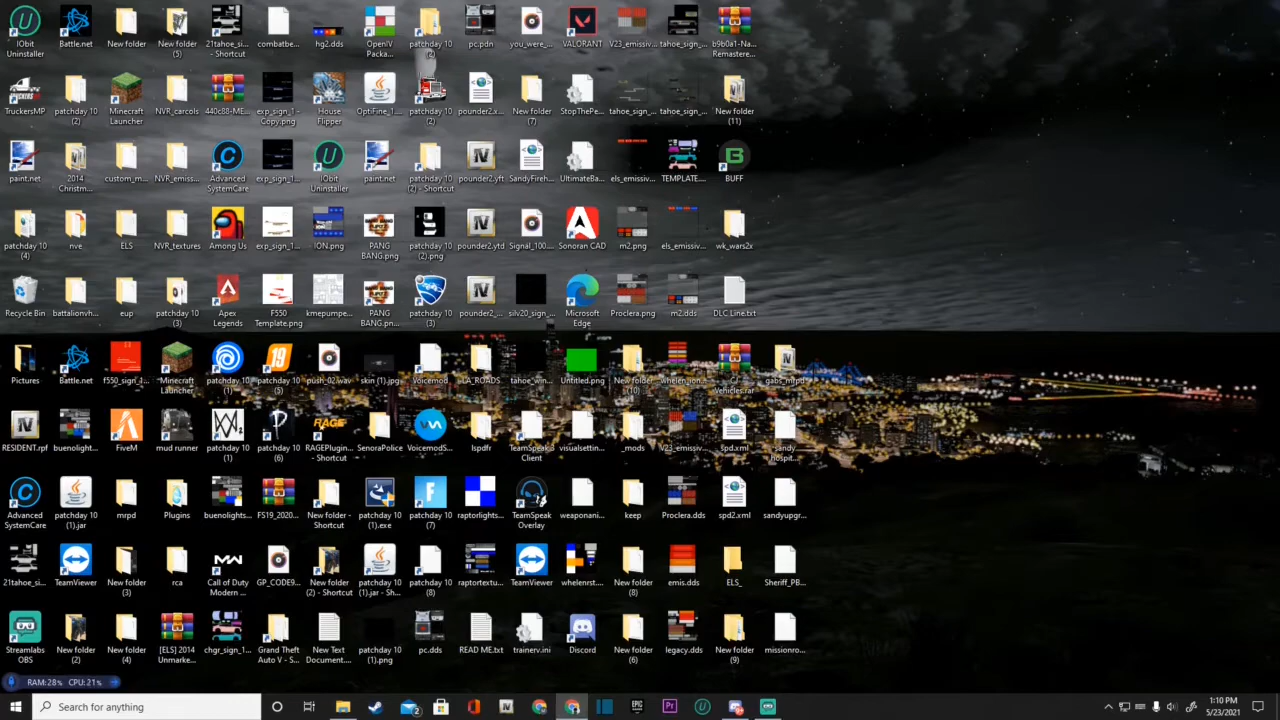 IObit
Uninstaller
Battle.net
New folder
New folder
(5)
21tahoe_si...
- Shortcut
combatbe...
hg2.dds
OpenIV
Packa...
patchday 10
(2)
pc.pdn
you_were_...
VALORANT
V23_emissiv...
tahoe_sign_...
b9b0a1-Na...
Remastere...
TruckersMP
patchday 10
(2)
Minecraft
Launcher
NVR_carcols
440c88-ME...
exp_sign_1 -
Copy.png
House
Flipper
OptiFine_1....
patchday 10
(2)
pounder2.x...
New folder
(7)
StopThePe...
tahoe_sign_...
tahoe_sign_...
New folder
(11)
paint.net
2014
Christm...
custom_m...
NVR_emiss...
Advanced
SystemCare
exp_sign_1...
IObit
Uninstaller
paint.net
patchday 10
(2) - Shortcut
pounder2.yft
SandyFireh...
UltimateBa...
els_emissiv...
TEMPLATE....
BUFF
patchday 10
(4)
nve
ELS
NVR_textures
Among Us
exp_sign_1...
ION.png
PANG
BANG.png
patchday 10
(2).png
pounder2.ytd
Signal_100....
Sonoran CAD
m2.png
els_emissiv...
wk_wars2x
Recycle Bin
battalionvh...
eup
patchday 10
(3)
Apex
Legends
F550
Template.png
kmepumpe...
PANG
BANG.pn...
patchday 10
(3)
pounder2_...
silv20_sign_...
Microsoft
Edge
Proclera.png
m2.dds
DLC Line.txt
Pictures
Battle.net
f550_sign_1...
Minecraft
Launcher
patchday 10
(1)
patchday 10
(5)
push_02.wav
skin (1).jpg
Voicemod
LA_ROADS...
tahoe_win...
Untitled.png
New folder
(10)
whelen_ion...
CJ
Vehicles.rar
gabs_mrpd
RESIDENT.rpf
buenolight...
FiveM
mud runner
patchday 10
(1)
patchday 10
(6)
RAGEPlugin...
- Shortcut
SenoraPolice
VoicemodS...
lspdfr
TeamSpeak 3
Client
visualsettin...
_mods
V23_emissiv...
spd.xml
sandy
hospit...
Advanced
SystemCare
patchday 10
(1).jar
mrpd
Plugins
buenolights...
FS19_2020...
New folder -
Shortcut
patchday 10
(1).exe
patchday 10
(7)
raptorlights...
TeamSpeak
Overlay
weaponani...
keep
Proclera.dds
spd2.xml
sandyupgr...
21tahoe_si...
TeamViewer
New folder
(3)
rca
Call of Duty
Modern ...
GP_CODE9...
New folder
(2) - Shortcut
patchday 10
(1).jar - Sh...
patchday 10
(8)
raptortextu...
TeamViewer
whelenrst....
New folder
(8)
emis.dds
ELS_
Sheriff_PB...
Streamlabs
OBS
New folder
(2)
New folder
(4)
[ELS] 2014
Unmarke...
chgr_sign_1...
Grand Theft
Auto V - S...
New Text
Document....
patchday 10
(1).png
pc.dds
READ ME.txt
trainerv.ini
Discord
New folder
(6)
legacy.dds
New folder
(9)
missionro...
RAM:28% CPU:21%
Search for anything
1:10 PM
5/23/2021